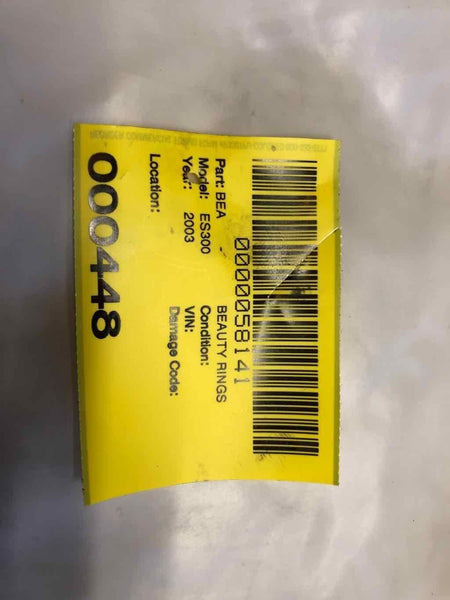 0000058141
Part: BEA BEAUTY RINGS
Model: ES300 Condition:
Year: 2003 VIN:
Damage Code:
Location:
000448